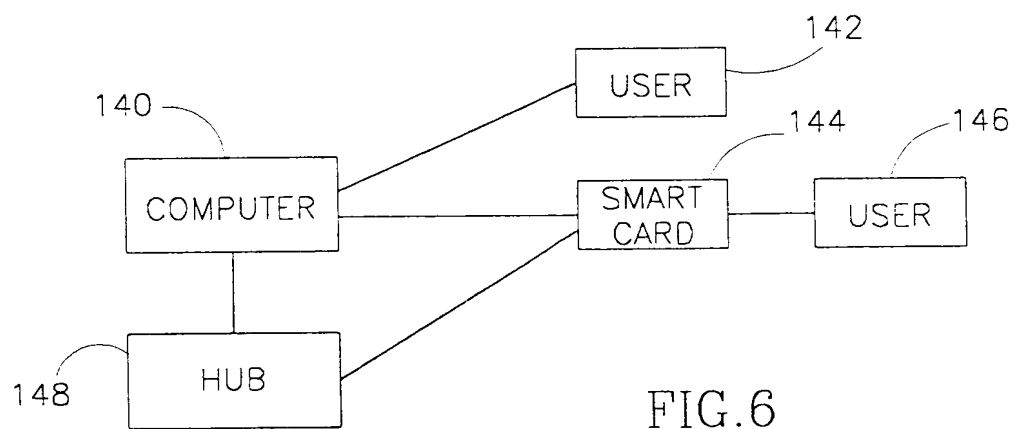 142
USER
140
144
146
COMPUTER
SMART
CARD
USER
148
HUB
FIG.6